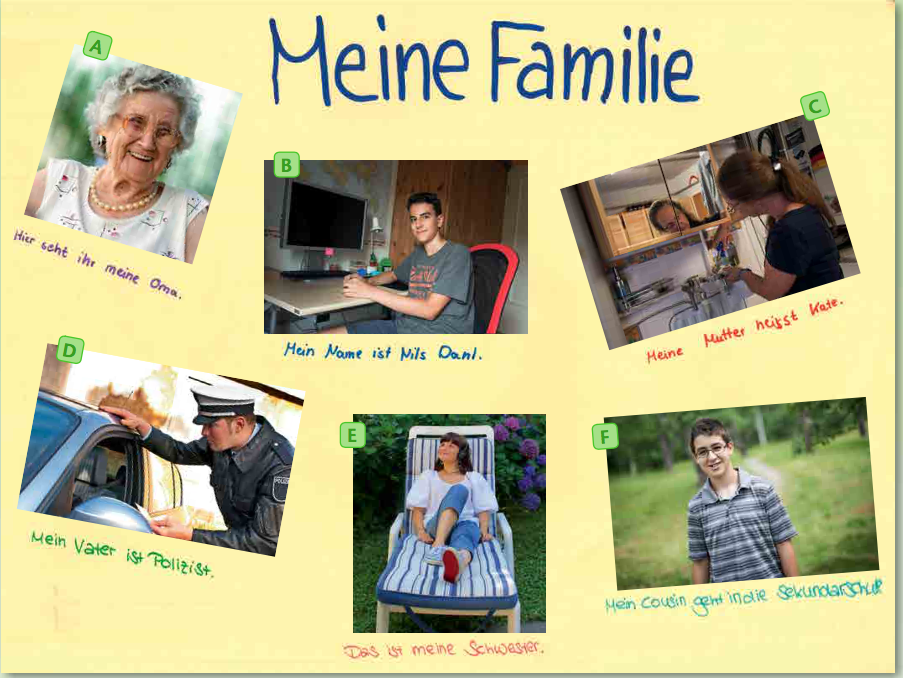 Meine Familie
A
Hier seht ihr meine Oma.
B
Mein Name ist Nils Dahl.
C
Meine Mutter heisst Kate.
D
Mein Vater ist Polizist.
E
Das ist meine Schwester.
F
Mein Cousin geht in die Sekundarschule